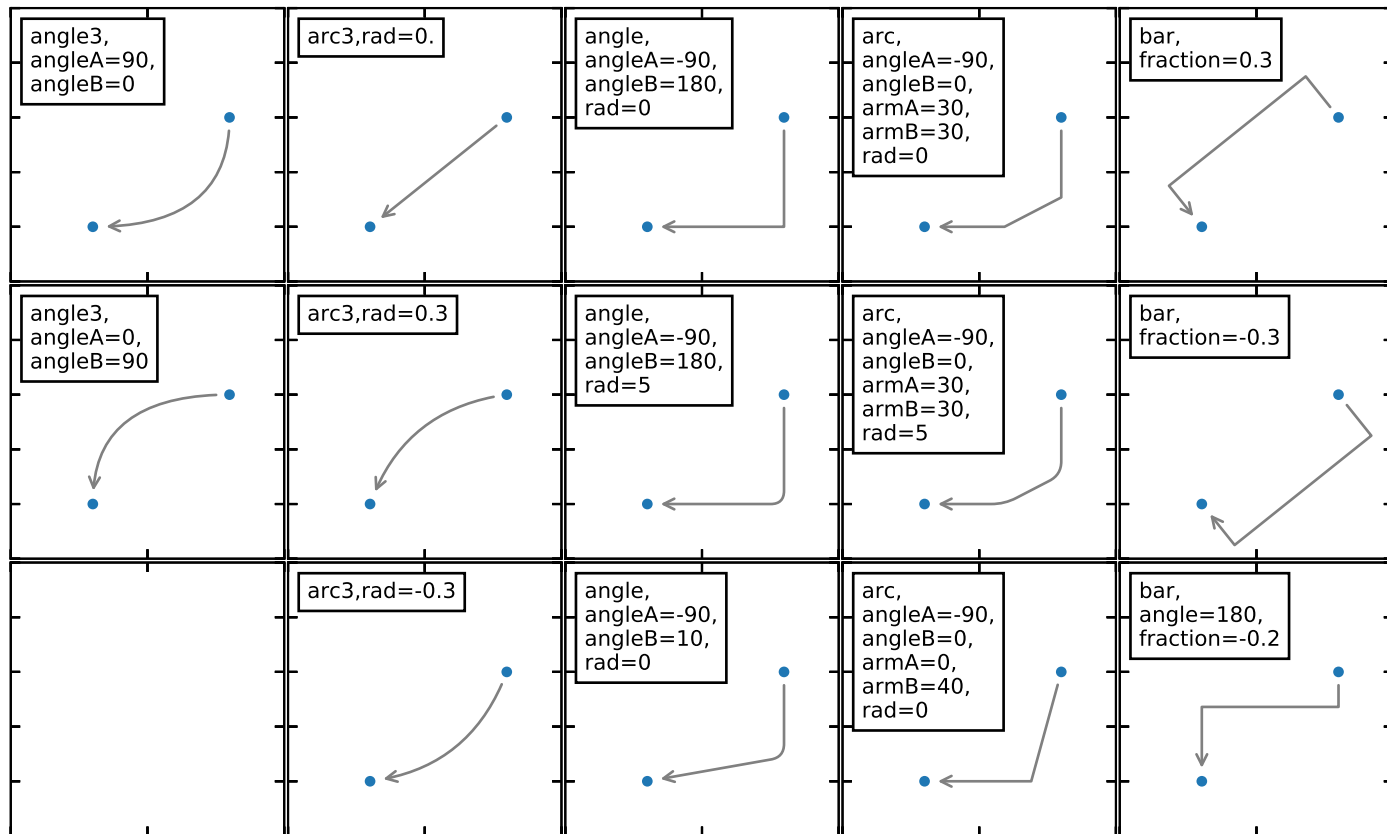 angle3,
angleA=90,
angleB=0
arc3,rad=0.
angle,
angleA=-90,
angleB=180,
rad=0
arc,
angleA=-90,
angleB=0,
armA=30,
armB=30,
rad=0
bar,
fraction=0.3
angle3,
angleA=0,
angleB=90
arc3,rad=0.3
angle,
angleA=-90,
angleB=180,
rad=5
arc,
angleA=-90,
angleB=0,
armA=30,
armB=30,
rad=5
bar,
fraction=-0.3
arc3,rad=-0.3
angle,
angleA=-90,
angleB=10,
rad=0
arc,
angleA=-90,
angleB=0,
armA=0,
armB=40,
rad=0
bar,
angle=180,
fraction=-0.2